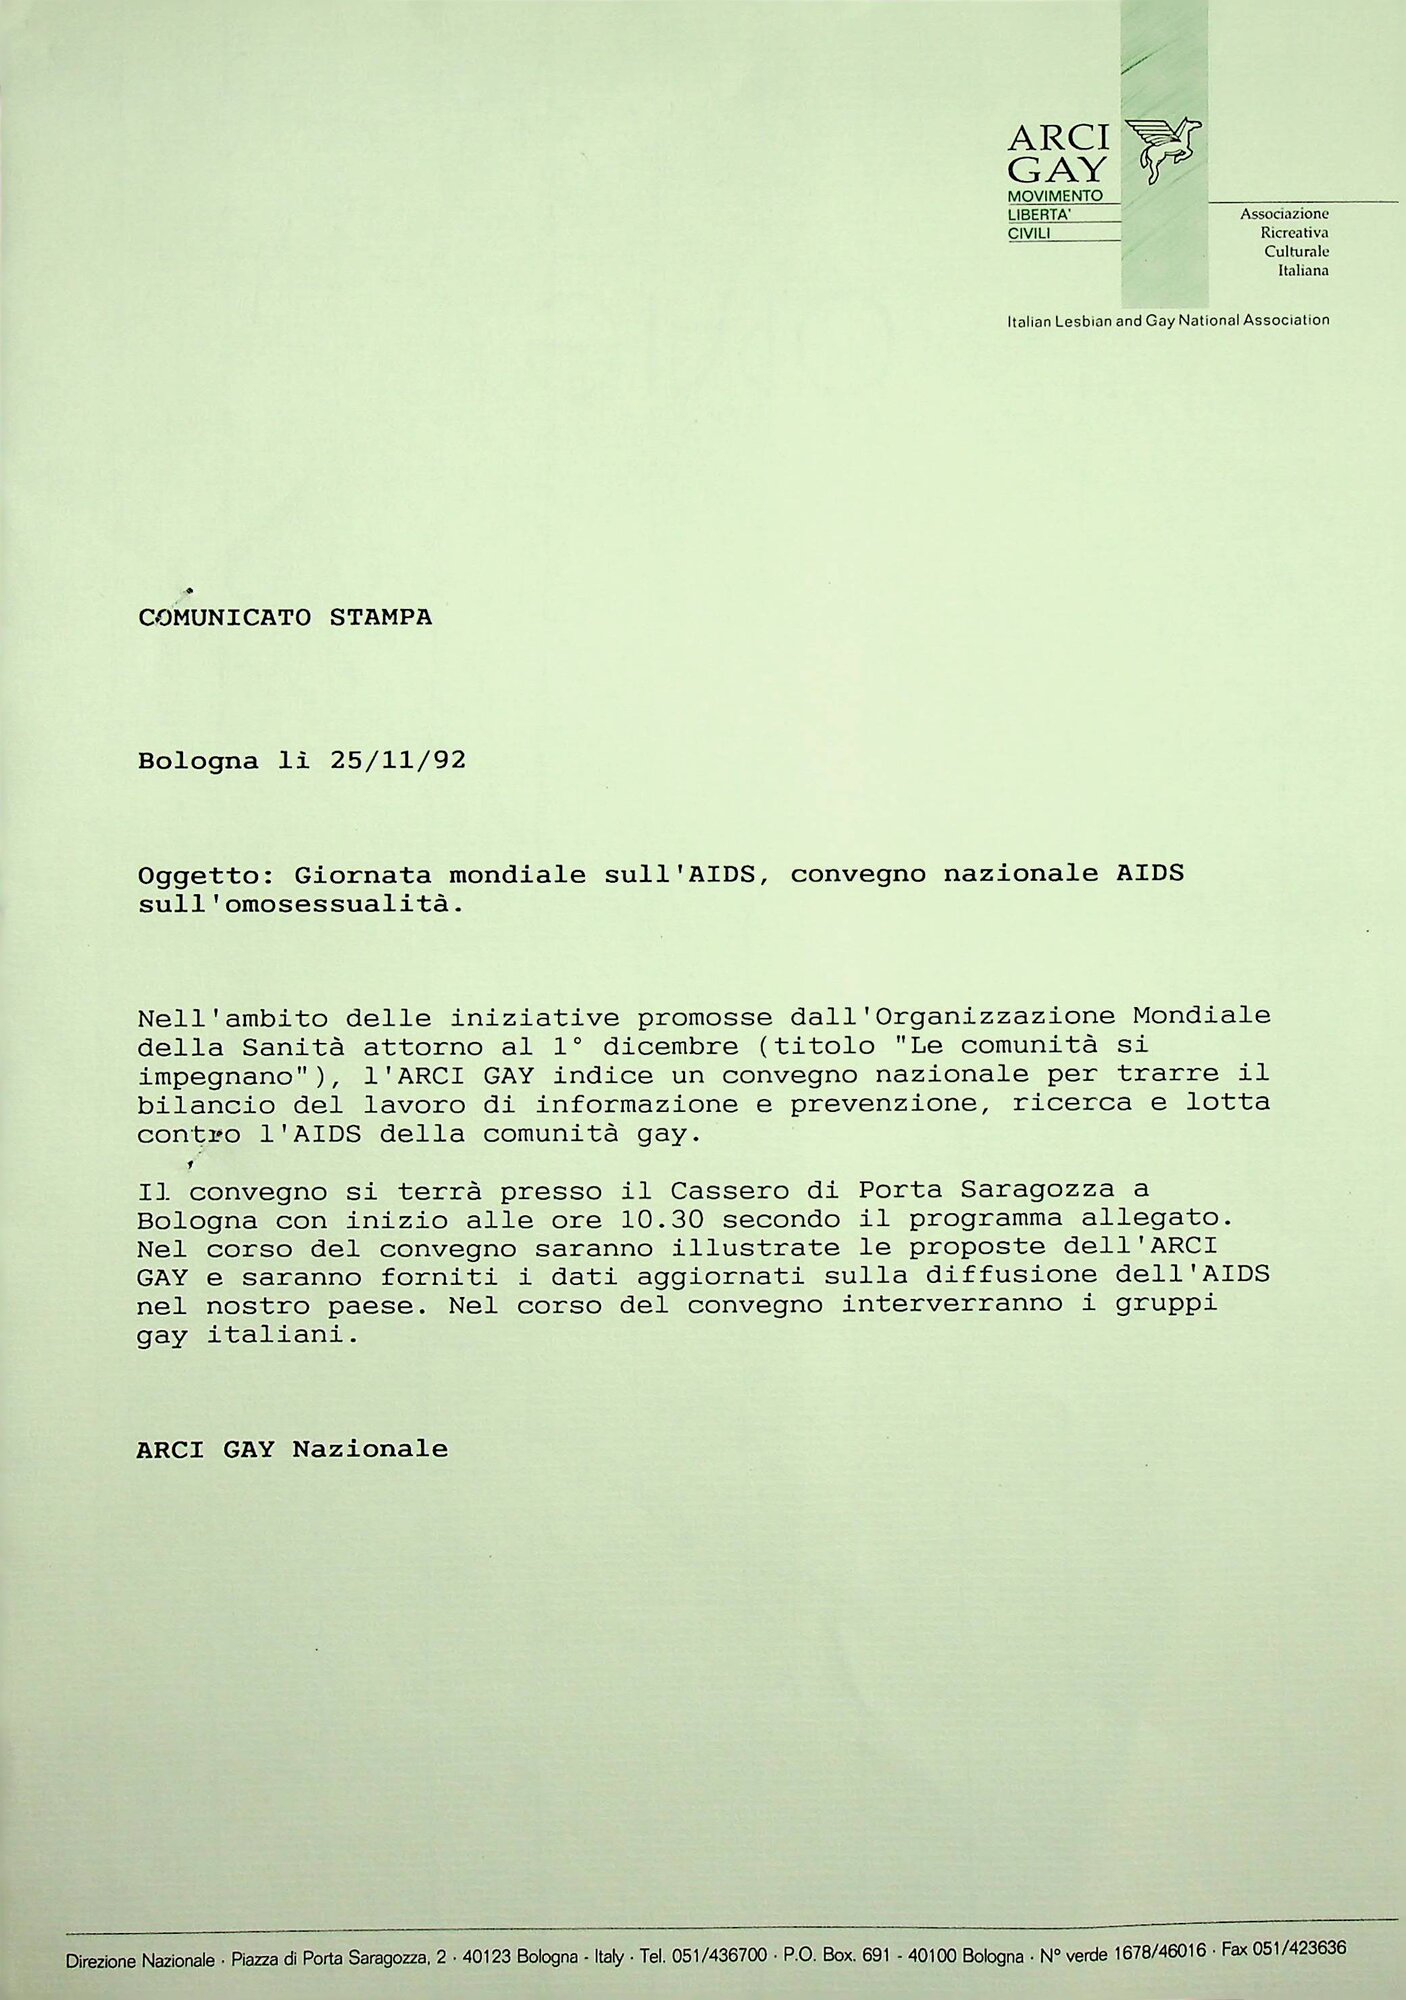 ARCI
GAY
MOVIMENTO
LIBERTA'
CIVILI
Associazione
Ricreativa
Culturale
Italiana
Italian Lesbian and Gay National Association
COMUNICATO STAMPA
Bologna lì 25/11/92
Oggetto: Giornata mondiale sull'AIDS, convegno nazionale AIDS
sull'omosessualità.
Nell'ambito delle iniziative promosse dall'Organizzazione Mondiale
della Sanità attorno al 1° dicembre (titolo "Le comunità si
impegnano"), l'ARCI GAY indice un convegno nazionale per trarre il
bilancio del lavoro di informazione e prevenzione, ricerca e lotta
contro l'AIDS della comunità gay.
Il convegno si terrà presso il Cassero di Porta Saragozza a
Bologna con inizio alle ore 10.30 secondo il programma allegato.
Nel corso del convegno saranno illustrate le proposte dell'ARCI
GAY e saranno forniti i dati aggiornati sulla diffusione dell'AIDS
nel nostro paese. Nel corso del convegno interverranno i gruppi
gay italiani.
ARCI GAY Nazionale
Direzione Nazionale · Piazza di Porta Saragozza, 2 · 40123 Bologna - Italy · Tel. 051/436700 · P.O. Box. 691 - 40100 Bologna · N° verde 1678/46016 · Fax 051/423636